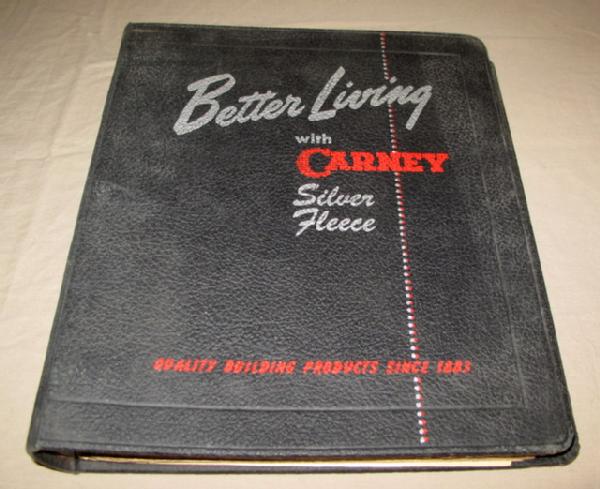 Better Living
with
CARNEY
Silver
Fleece
QUALITY BUILDING PRODUCTS SINCE 1883